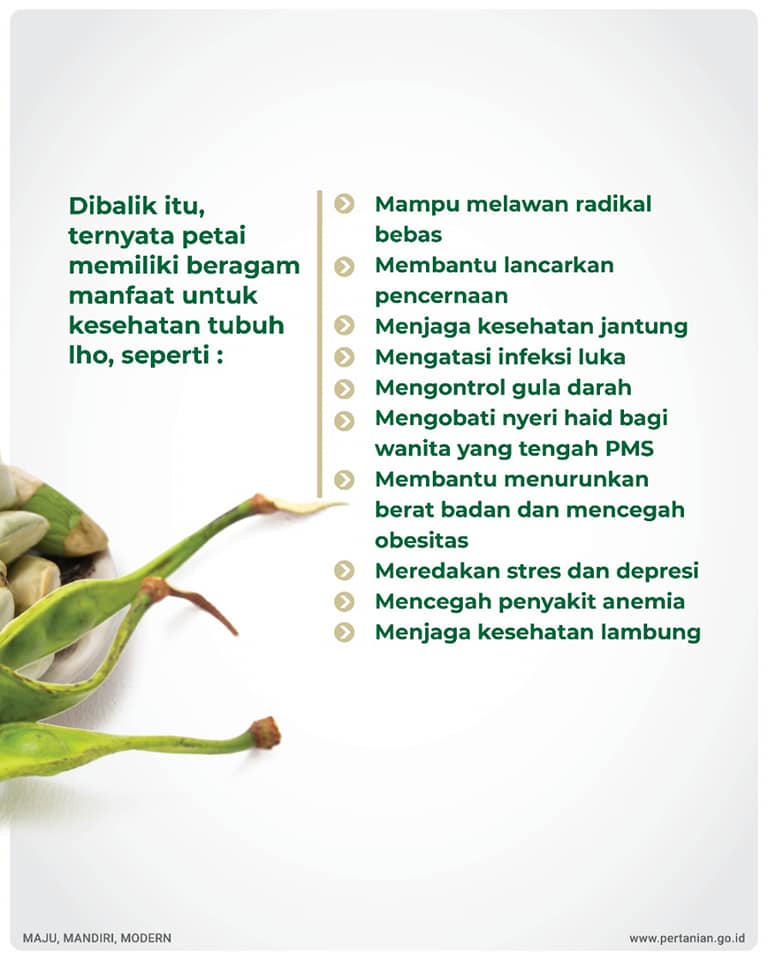 Dibalik itu,
ternyata petai
memiliki beragam
manfaat untuk
kesehatan tubuh
lho, seperti :
Mampu melawan radikal
bebas
Membantu lancarkan
pencernaan
Menjaga kesehatan jantung
Mengatasi infeksi luka
Mengontrol gula darah
Mengobati nyeri haid bagi
wanita yang tengah PMS
Membantu menurunkan
berat badan dan mencegah
obesitas
Meredakan stres dan depresi
Mencegah penyakit anemia
Menjaga kesehatan lambung
MAJU, MANDIRI, MODERN
www.pertanian.go.id